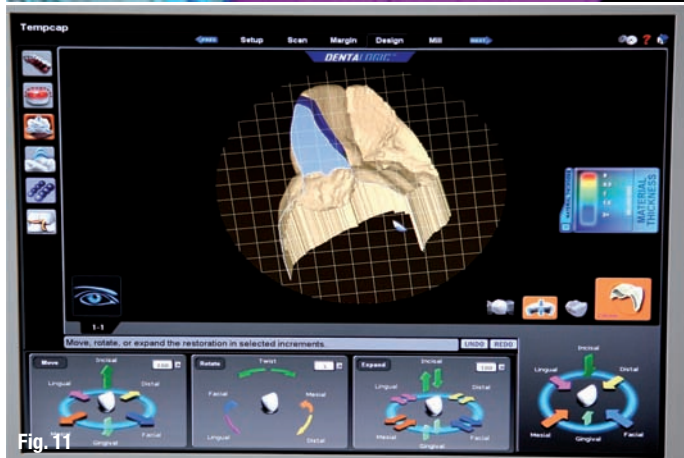 Tempcap
PREV Setup Scan Margin Design Mill NEXT
?
DENTALOGIC
MATERIAL THICKNESS
1-1
Move, rotate, or expand the restoration in selected increments.
UNDO REDO
Move
Incisal
Lingual
Distal
Facial
Gingival
Rotate
Twist
Facial
Mesial
Lingual
Distal
Expand
Incisal
Lingual
Distal
Mesial
Facial
Gingival
Incisal
Lingual
Distal
Mesial
Facial
Gingival
Fig. 11